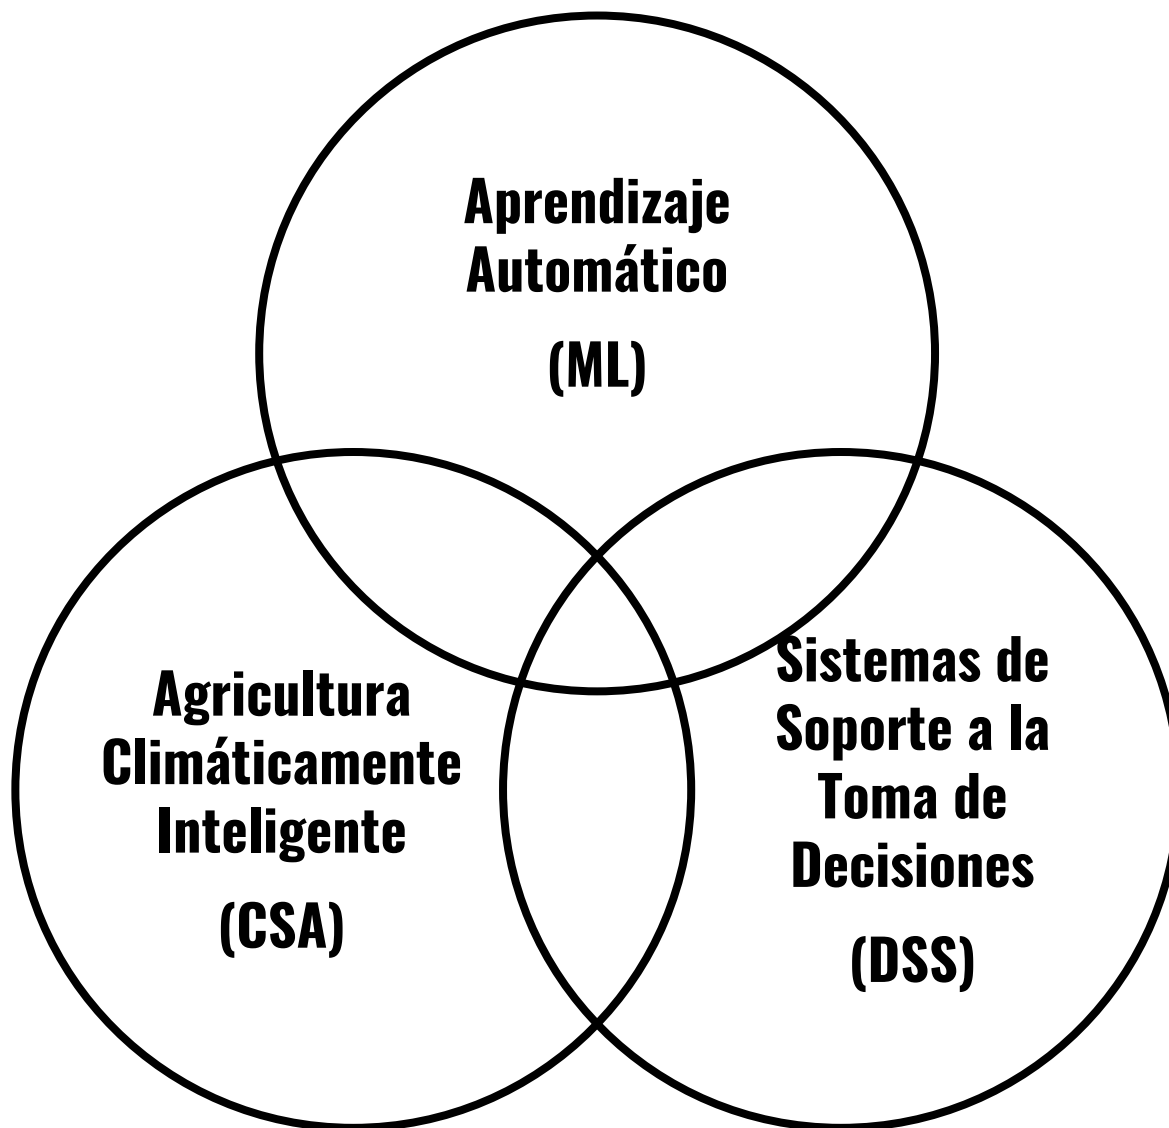 Aprendizaje
Automático
(ML)
Agricultura
Climáticamente
Inteligente
(CSA)
Sistemas de
Soporte a la
Toma de
Decisiones
(DSS)